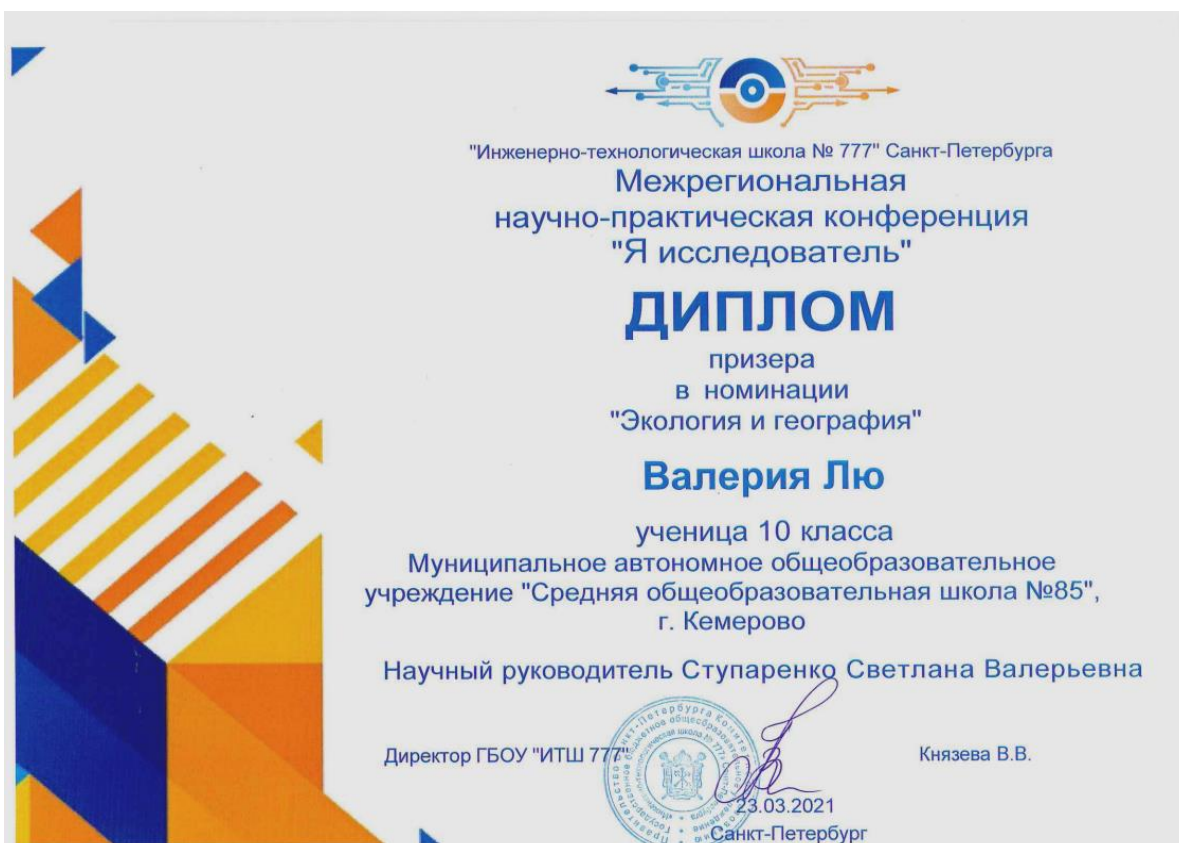 "Инженерно-технологическая школа № 777" Санкт-Петербурга
Межрегиональная
научно-практическая конференция
"Я исследователь"
ДИПЛОМ
призера
в номинации
"Экология и география"
Валерия Лю
ученица 10 класса
Муниципальное автономное общеобразовательное
учреждение "Средняя общеобразовательная школа №85",
г. Кемерово
Научный руководитель Ступаренко Светлана Валерьевна
Директор ГБОУ "ИТШ 777"
Князева В.В.
23.03.2021
Санкт-Петербург